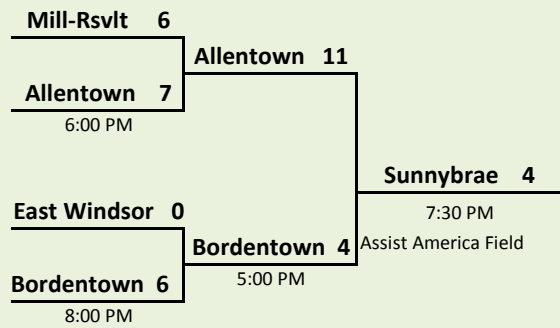 Mill-Rsvlt 6
Allentown 11
Allentown 7
6:00 PM
Sunnybrae 4
East Windsor 0
7:30 PM
Bordentown 4
Assist America Field
Bordentown 6
5:00 PM
8:00 PM